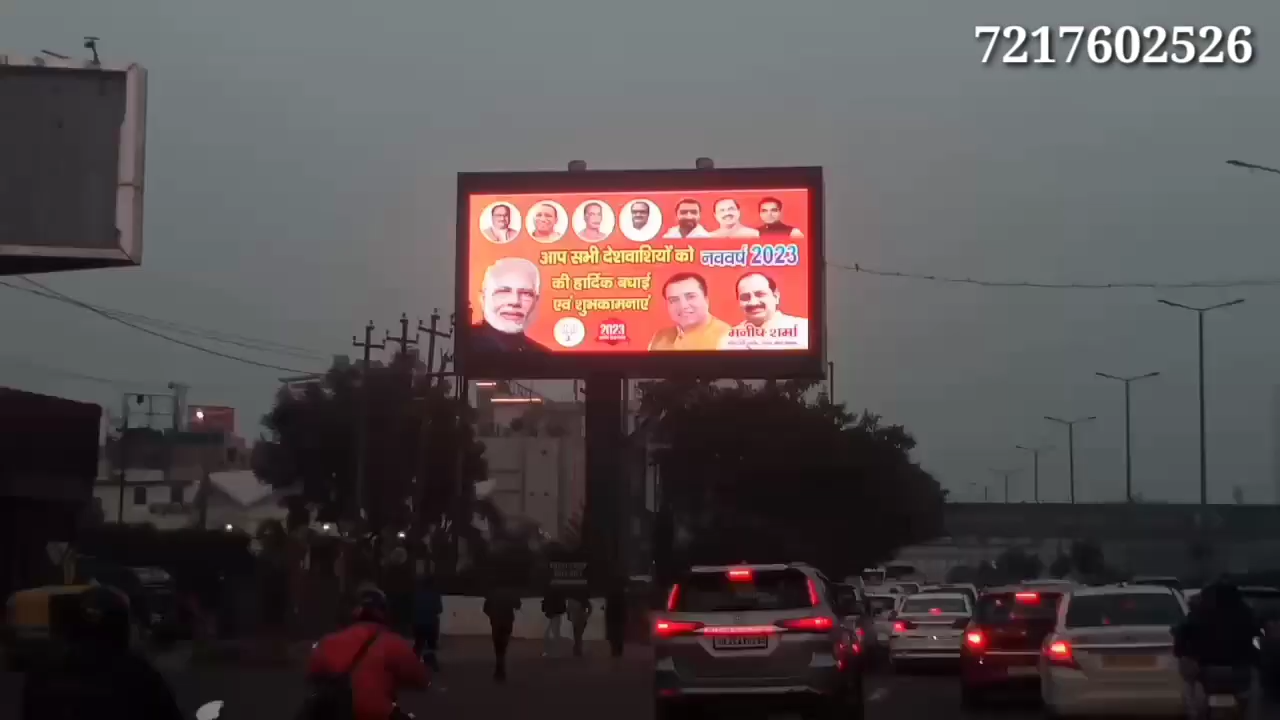 7217602526
आप सभी देशवाशियों को नववर्ष 2023
की हार्दिक बधाई
एवं शुभकामनाएं
2023
मनीष शर्मा